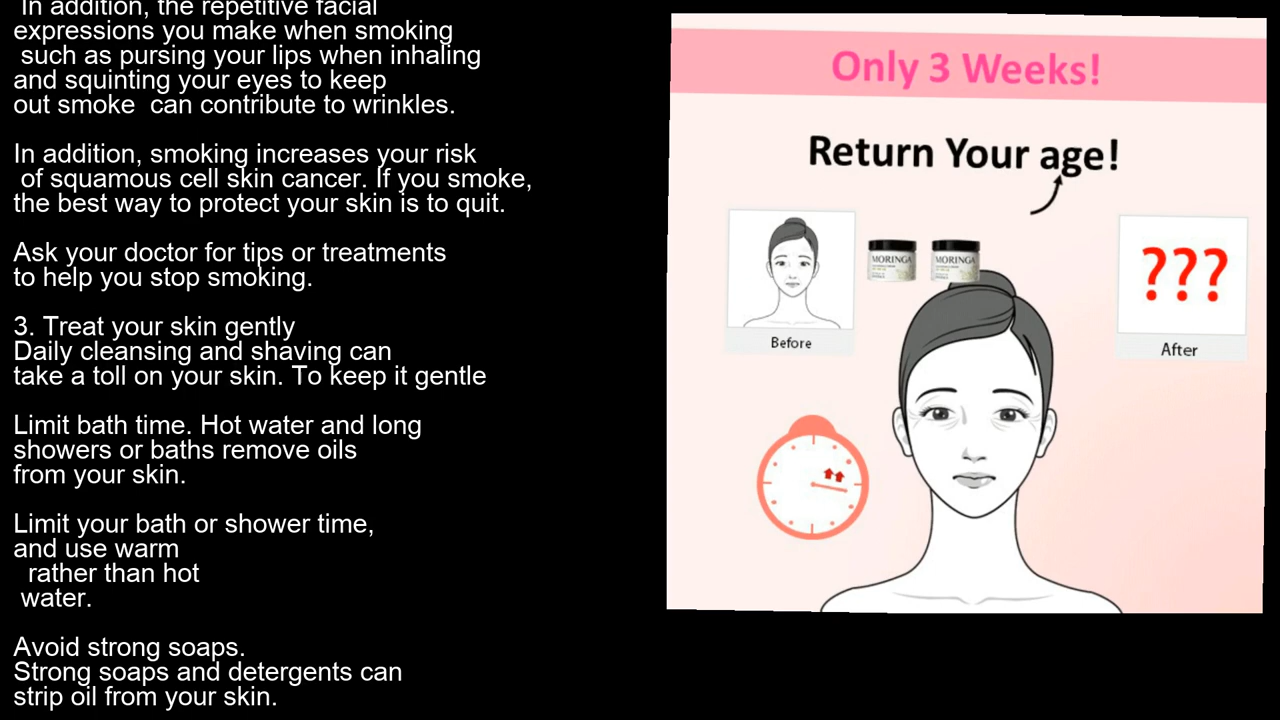 In addition, the repetitive facial
expressions you make when smoking
such as pursing your lips when inhaling
and squinting your eyes to keep
out smoke  can contribute to wrinkles.
In addition, smoking increases your risk
of squamous cell skin cancer. If you smoke,
the best way to protect your skin is to quit.
Ask your doctor for tips or treatments
to help you stop smoking.
3. Treat your skin gently
Daily cleansing and shaving can
take a toll on your skin. To keep it gentle
Limit bath time. Hot water and long
showers or baths remove oils
from your skin.
Limit your bath or shower time,
and use warm
rather than hot
water.
Avoid strong soaps.
Strong soaps and detergents can
strip oil from your skin.
Only 3 Weeks!
Return Your age!
MORINGA
MORINGA
???
Before
After